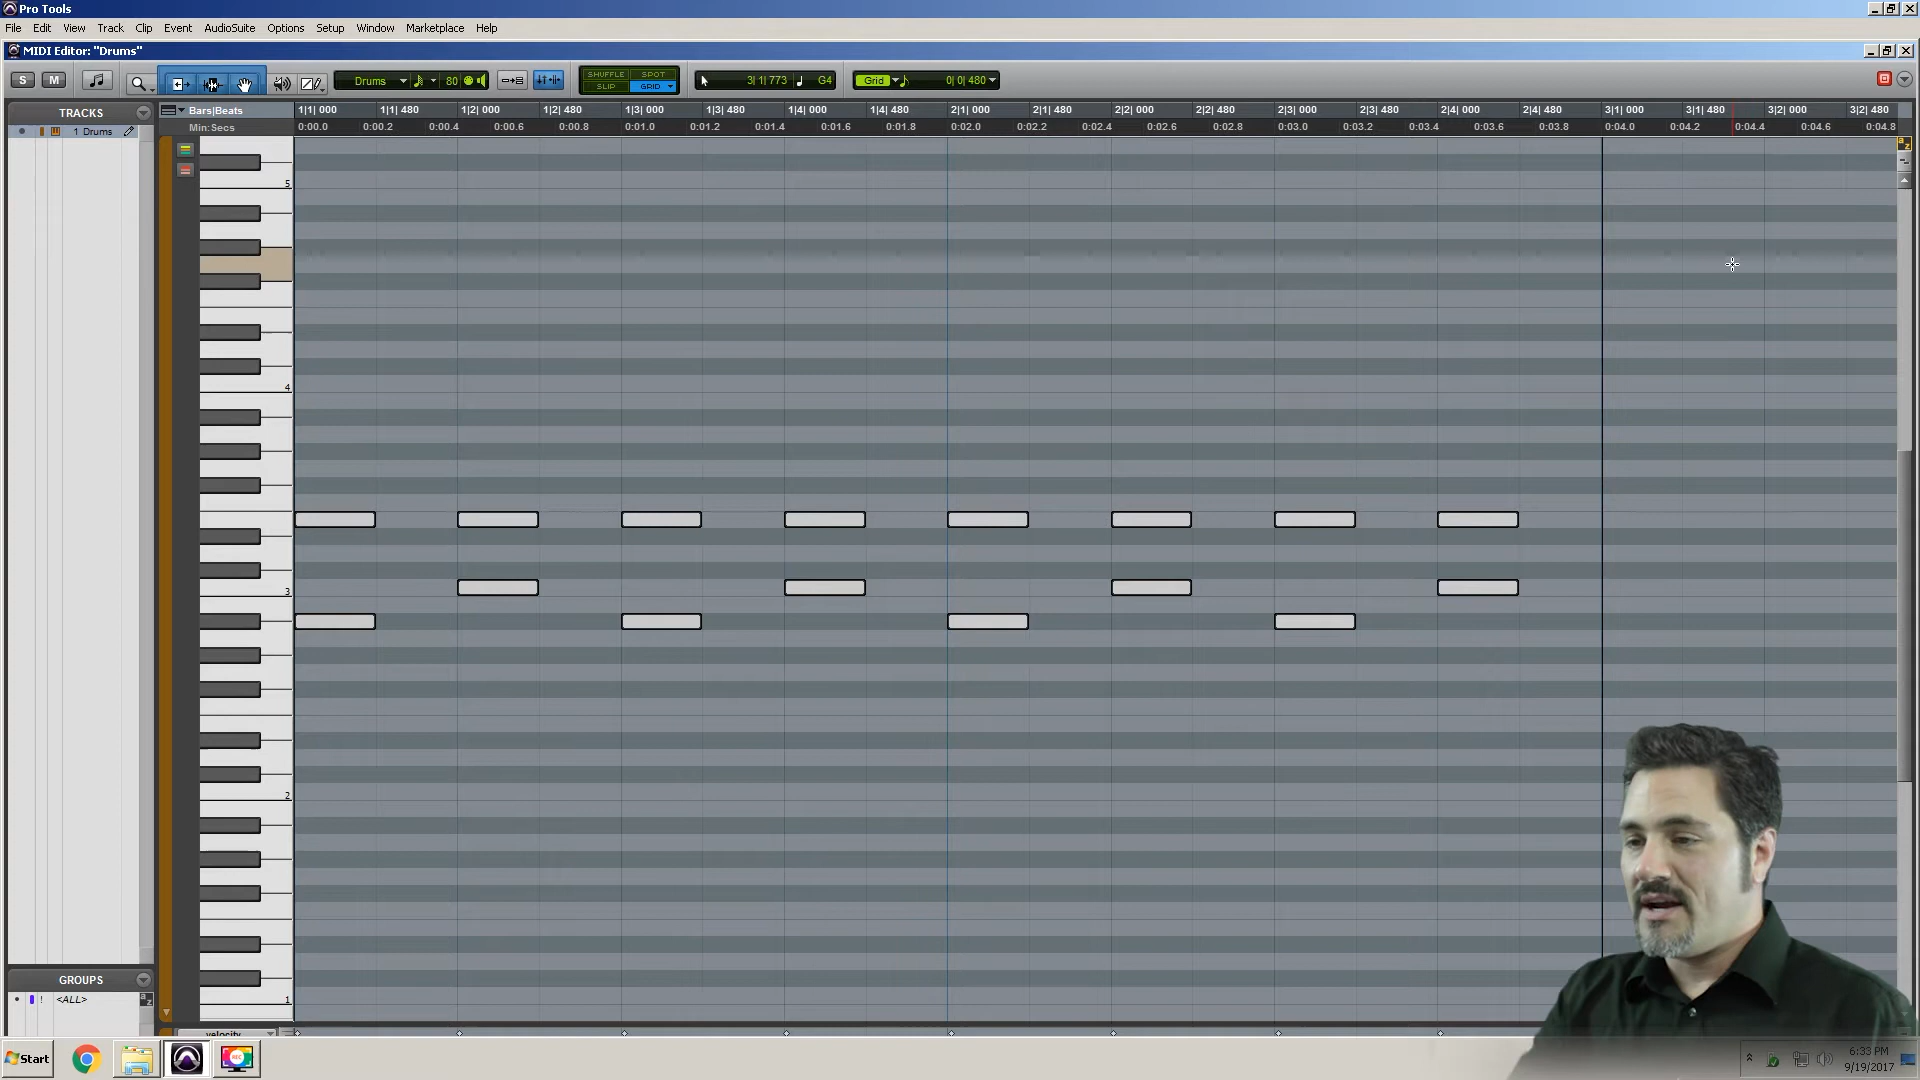 Pro Tools
File Edit View Track Clip Event AudioSuite Options Setup Window Marketplace Help
MIDI Editor: "Drums"
S M Drums 80 SHUFFLE SPOT 3| 1| 773 G4 Grid 0| 0| 480
SLIP GRID
TRACKS Bars|Beats 1|1| 000 1|1| 480 1|2| 000 1|2| 480 1|3| 000 1|3| 480 1|4| 000 1|4| 480 2|1| 000 2|1| 480 2|2| 000 2|2| 480 2|3| 000 2|3| 480 2|4| 000 2|4| 480 3|1| 000 3|1| 480 3|2| 000 3|2| 480
1 Drums Min:Secs 0:00.0 0:00.2 0:00.4 0:00.6 0:00.8 0:01.0 0:01.2 0:01.4 0:01.6 0:01.8 0:02.0 0:02.2 0:02.4 0:02.6 0:02.8 0:03.0 0:03.2 0:03.4 0:03.6 0:03.8 0:04.0 0:04.2 0:04.4 0:04.6 0:04.8
a z
5
4
3
2
GROUPS
<ALL> a z 1
velocity
Start REC 6:33 PM
9/19/2017